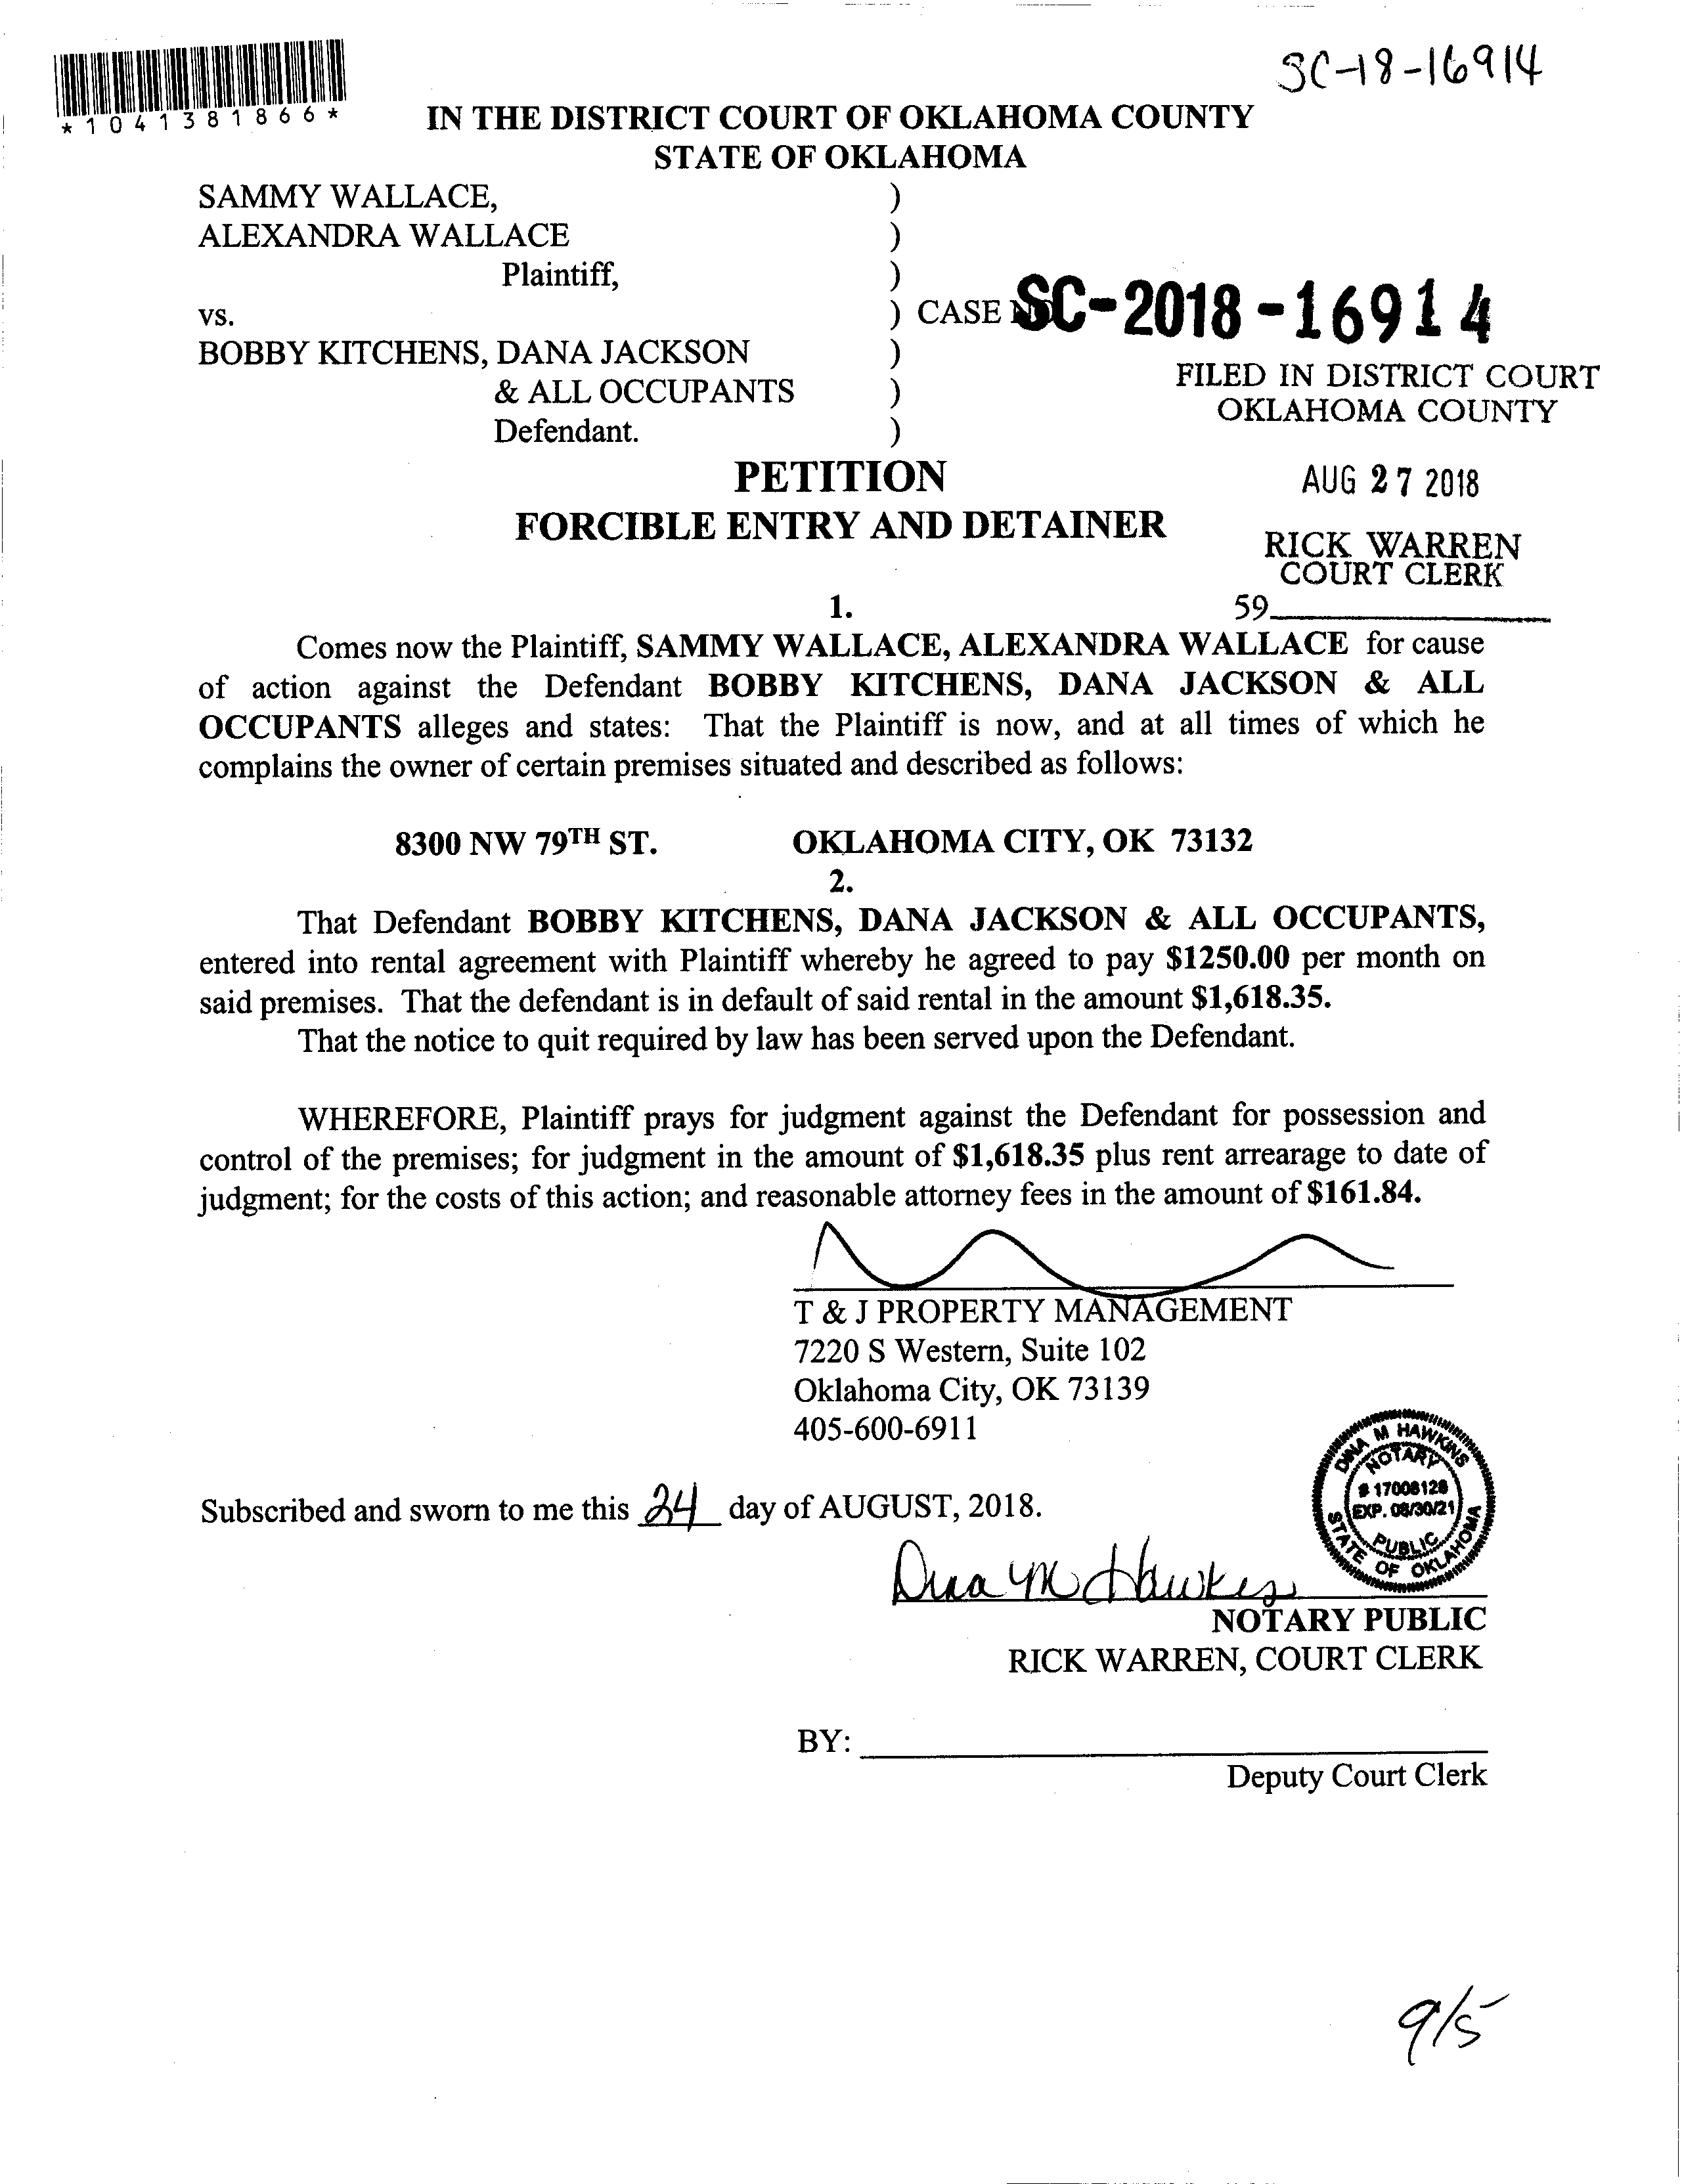 SC-18-16914
*1041381866*
IN THE DISTRICT COURT OF OKLAHOMA COUNTY
STATE OF OKLAHOMA
SAMMY WALLACE, )
ALEXANDRA WALLACE )
Plaintiff, )
vs. ) CASE NO SC-2018-16914
BOBBY KITCHENS, DANA JACKSON )
& ALL OCCUPANTS )
Defendant. )
FILED IN DISTRICT COURT
OKLAHOMA COUNTY
AUG 27 2018
RICK WARREN
COURT CLERK
59
PETITION
FORCIBLE ENTRY AND DETAINER
1.
Comes now the Plaintiff, SAMMY WALLACE, ALEXANDRA WALLACE for cause
of action against the Defendant BOBBY KITCHENS, DANA JACKSON & ALL
OCCUPANTS alleges and states: That the Plaintiff is now, and at all times of which he
complains the owner of certain premises situated and described as follows:
8300 NW 79TH ST. OKLAHOMA CITY, OK 73132
2.
That Defendant BOBBY KITCHENS, DANA JACKSON & ALL OCCUPANTS,
entered into rental agreement with Plaintiff whereby he agreed to pay $1250.00 per month on
said premises. That the defendant is in default of said rental in the amount $1,618.35.
That the notice to quit required by law has been served upon the Defendant.
WHEREFORE, Plaintiff prays for judgment against the Defendant for possession and
control of the premises; for judgment in the amount of $1,618.35 plus rent arrearage to date of
judgment; for the costs of this action; and reasonable attorney fees in the amount of $161.84.
T & J PROPERTY MANAGEMENT
7220 S Western, Suite 102
Oklahoma City, OK 73139
405-600-6911
DINA M HAWKINS
NOTARY
# 17008128
EXP. 08/30/21
PUBLIC
STATE OF OKLAHOMA
Subscribed and sworn to me this 24 day of AUGUST, 2018.
Dina M Hawkins
NOTARY PUBLIC
RICK WARREN, COURT CLERK
BY:
Deputy Court Clerk
9/5